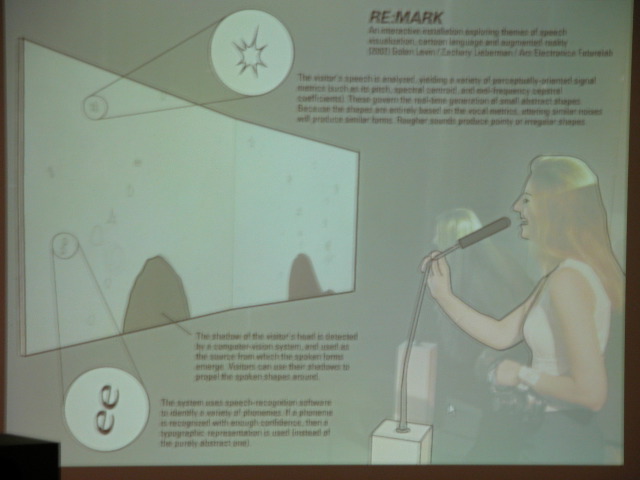 RE:MARK
An interactive installation exploring themes of speech
visualization, cartoon language and augmented reality
(2002) Golan Levin / Zachary Lieberman / Ars Electronica Futurelab
The visitor's speech is analyzed, yielding a variety of perceptually-oriented signal
metrics (such as its pitch, spectral centroid, and mel-frequency cepstral
coefficients). These govern the real-time generation of small abstract shapes.
Because the shapes are entirely based on the vocal metrics, uttering similar noises
will produce similar forms. Rougher sounds produce pointy or irregular shapes.
The shadow of the visitor's head is detected
by a computer-vision system, and used as
the source from which the spoken forms
emerge. Visitors can use their shadows to
propel the spoken shapes around.
ee
The system uses speech-recognition software
to identify a variety of phonemes. If a phoneme
is recognized with enough confidence, then a
typographic representation is used (instead of
the purely abstract one).